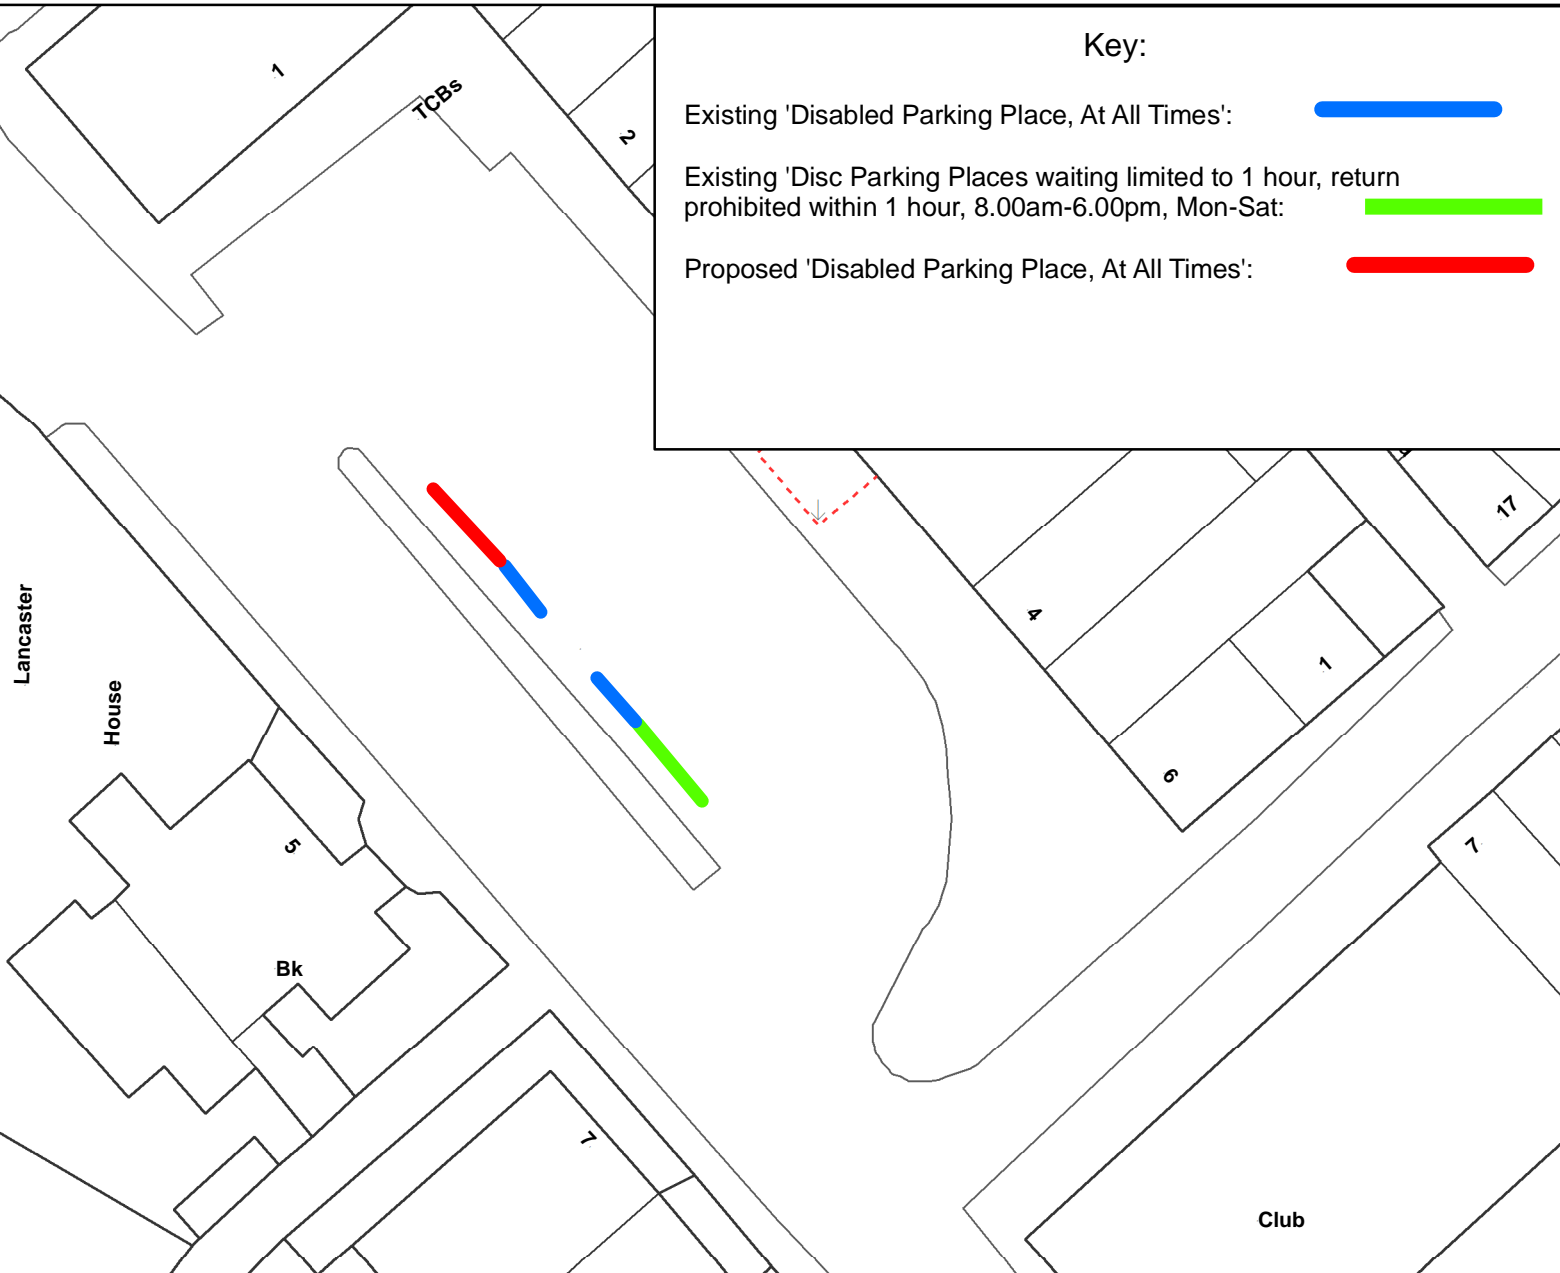 Key:
Existing 'Disabled Parking Place, At All Times':
Existing 'Disc Parking Places waiting limited to 1 hour, return
prohibited within 1 hour, 8.00am-6.00pm, Mon-Sat:
Proposed 'Disabled Parking Place, At All Times':
1
TCBs
2
17
4
1
6
7
Lancaster
House
5
Bk
7
Club